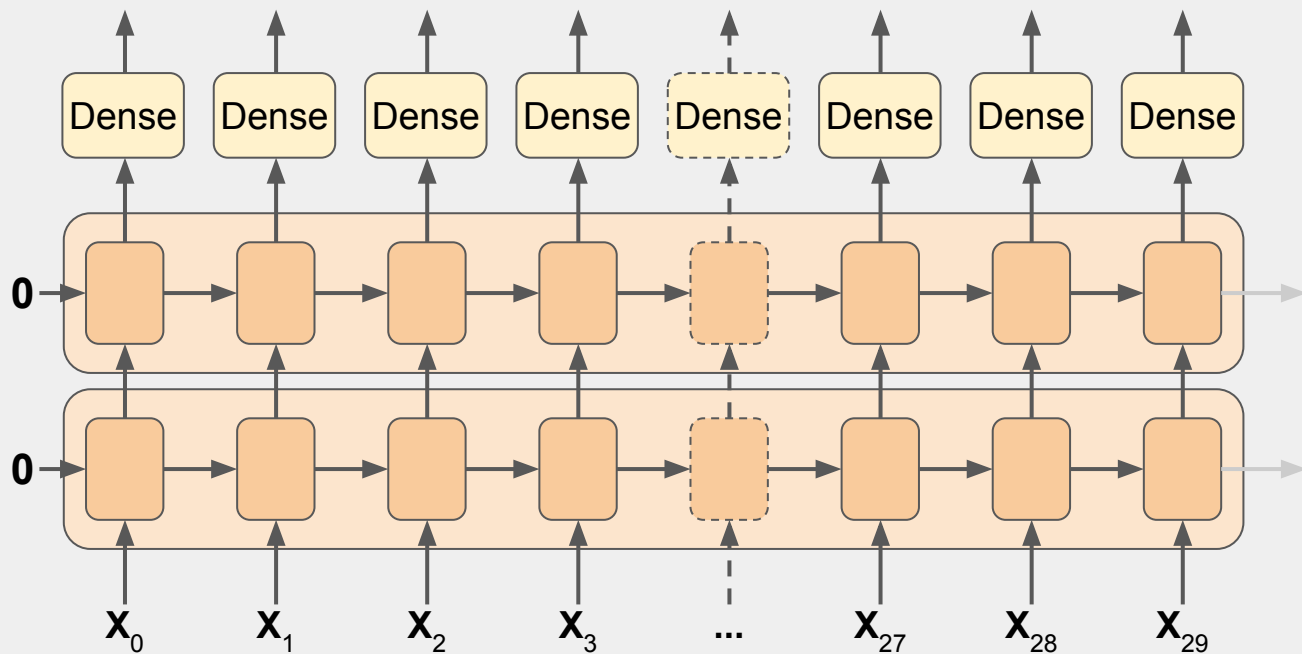 Dense Dense Dense Dense Dense Dense Dense Dense
0
0
X₀ X₁ X₂ X₃ ... X₂₇ X₂₈ X₂₉